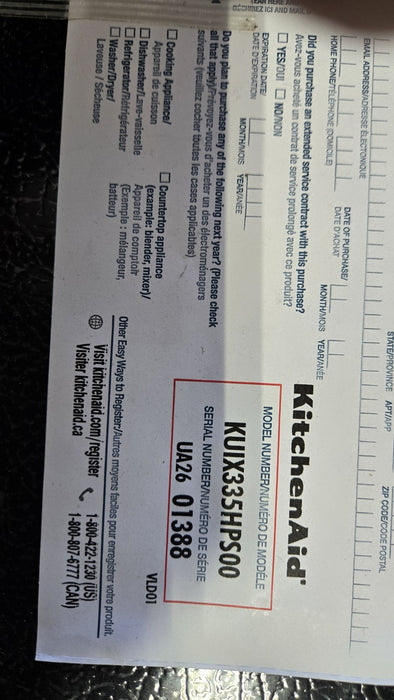 TEAR HERE AND
DÉCHIREZ ICI ET MAIL
STATE/PROVINCE APT/APP ZIP CODE/CODE POSTAL
EMAIL ADDRESS/ADRESSE ÉLECTRONIQUE
HOME PHONE/TÉLÉPHONE (DOMICILE)
DATE OF PURCHASE/
DATE D'ACHAT
MONTH/MOIS YEAR/ANNÉE
Did you purchase an extended service contract with this purchase?
Avez-vous acheté un contrat de service prolongé avec ce produit?
YES/OUI NO/NON
EXPIRATION DATE/
DATE D'EXPIRATION
MONTH/MOIS YEAR/ANNÉE
Do you plan to purchase any of the following next year? (Please check
all that apply)/Prévoyez-vous d'acheter un des électroménagers
suivants (veuillez cocher toutes les cases applicables)
Cooking Appliance/
Appareil de cuisson
Dishwasher/Lave-vaisselle
Refrigerator/Réfrigérateur
Washer/Dryer/
Laveuse / Sécheuse
Countertop appliance
(example: blender, mixer)/
Appareil de comptoir
(Exemple : mélangeur,
batteur)
KitchenAid®
MODEL NUMBER/NUMÉRO DE MODÈLE
KUIX335HPS00
SERIAL NUMBER/NUMÉRO DE SÉRIE
UA26 01388
VLD01
Other Easy Ways to Register:/Autres moyens faciles pour enregistrer votre produit.
Visit kitchenaid.com/register
Visiter kitchenaid.ca
1-800-422-1230 (US)
1-800-807-6777 (CAN)